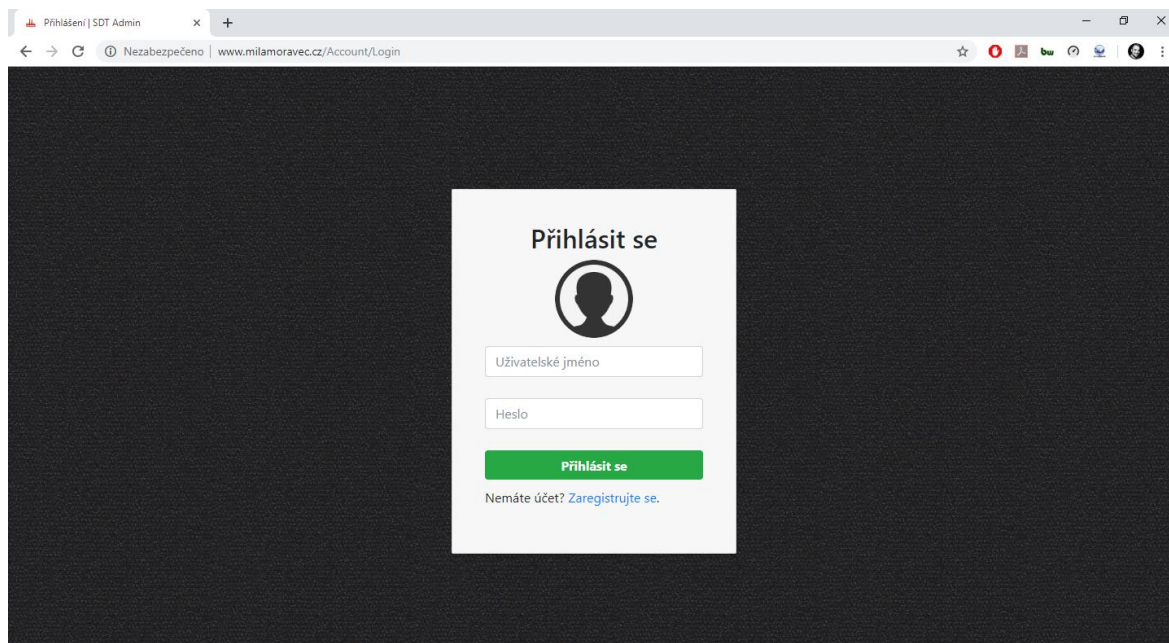 Přihlášení | SDT Admin
Nezabezpečeno | www.milamoravec.cz/Account/Login
bw
Přihlásit se
Uživatelské jméno
Heslo
Přihlásit se
Nemáte účet? Zaregistrujte se.